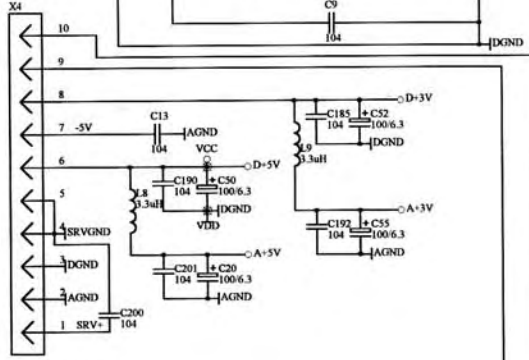 X4
C9
104
DGND
10
9
8
D+3V
C185
104
C52
100/6.3
DGND
L9
3.3uH
7 -5V
C13
104
AGND
VCC
6
D+5V
C190
104
C50
100/6.3
DGND
VDD
L8
3.3uH
A+3V
C192
104
C55
100/6.3
AGND
5
4
SRVGND
3
DGND
A+5V
C201
104
C20
100/6.3
AGND
2
AGND
C200
104
1 SRV+